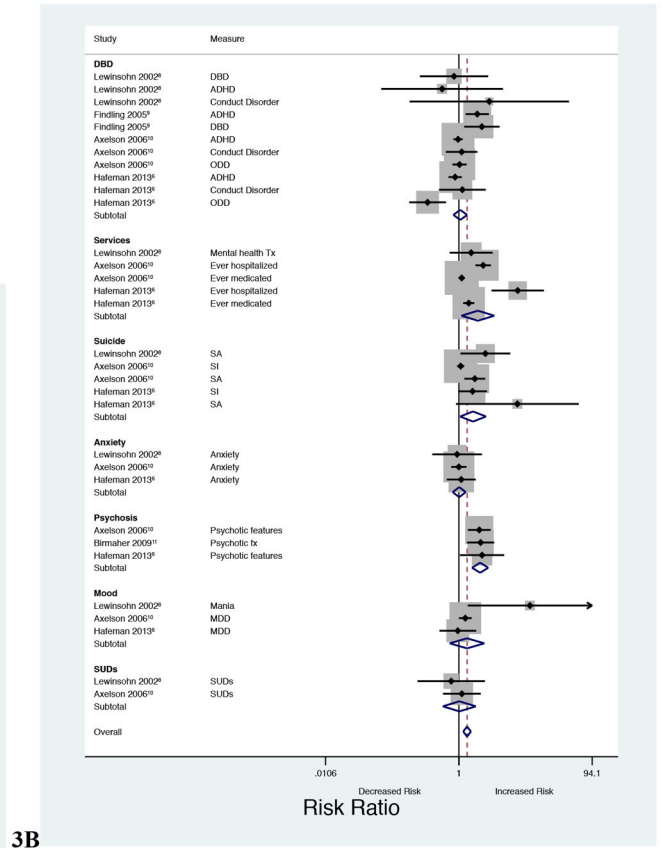 Study Measure
DBD
Lewinsohn 2002⁸ DBD
Lewinsohn 2002⁸ ADHD
Lewinsohn 2002⁸ Conduct Disorder
Findling 2005⁹ ADHD
Findling 2005⁹ DBD
Axelson 2006¹⁰ ADHD
Axelson 2006¹⁰ Conduct Disorder
Axelson 2006¹⁰ ODD
Hafeman 2013⁶ ADHD
Hafeman 2013⁶ Conduct Disorder
Hafeman 2013⁶ ODD
Subtotal
Services
Lewinsohn 2002⁸ Mental health Tx
Axelson 2006¹⁰ Ever hospitalized
Axelson 2006¹⁰ Ever medicated
Hafeman 2013⁶ Ever hospitalized
Hafeman 2013⁶ Ever medicated
Subtotal
Suicide
Lewinsohn 2002⁸ SA
Axelson 2006¹⁰ SI
Axelson 2006¹⁰ SA
Hafeman 2013⁶ SI
Hafeman 2013⁶ SA
Subtotal
Anxiety
Lewinsohn 2002⁸ Anxiety
Axelson 2006¹⁰ Anxiety
Hafeman 2013⁶ Anxiety
Subtotal
Psychosis
Axelson 2006¹⁰ Psychotic features
Birmaher 2009¹¹ Psychotic fx
Hafeman 2013⁶ Psychotic features
Subtotal
Mood
Lewinsohn 2002⁸ Mania
Axelson 2006¹⁰ MDD
Hafeman 2013⁶ MDD
Subtotal
SUDs
Lewinsohn 2002⁸ SUDs
Axelson 2006¹⁰ SUDs
Subtotal
Overall
.0106 1 94.1
Decreased Risk Increased Risk
Risk Ratio
3B